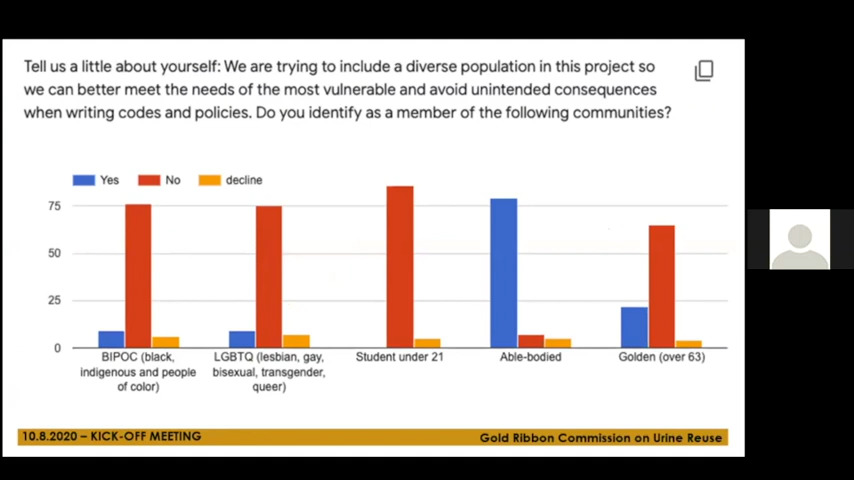 Tell us a little about yourself: We are trying to include a diverse population in this project so
we can better meet the needs of the most vulnerable and avoid unintended consequences
when writing codes and policies. Do you identify as a member of the following communities?
Yes No decline
75
50
25
0
BIPOC (black,
indigenous and people
of color)
LGBTQ (lesbian, gay,
bisexual, transgender,
queer)
Student under 21
Able-bodied
Golden (over 63)
10.8.2020 – KICK-OFF MEETING
Gold Ribbon Commission on Urine Reuse